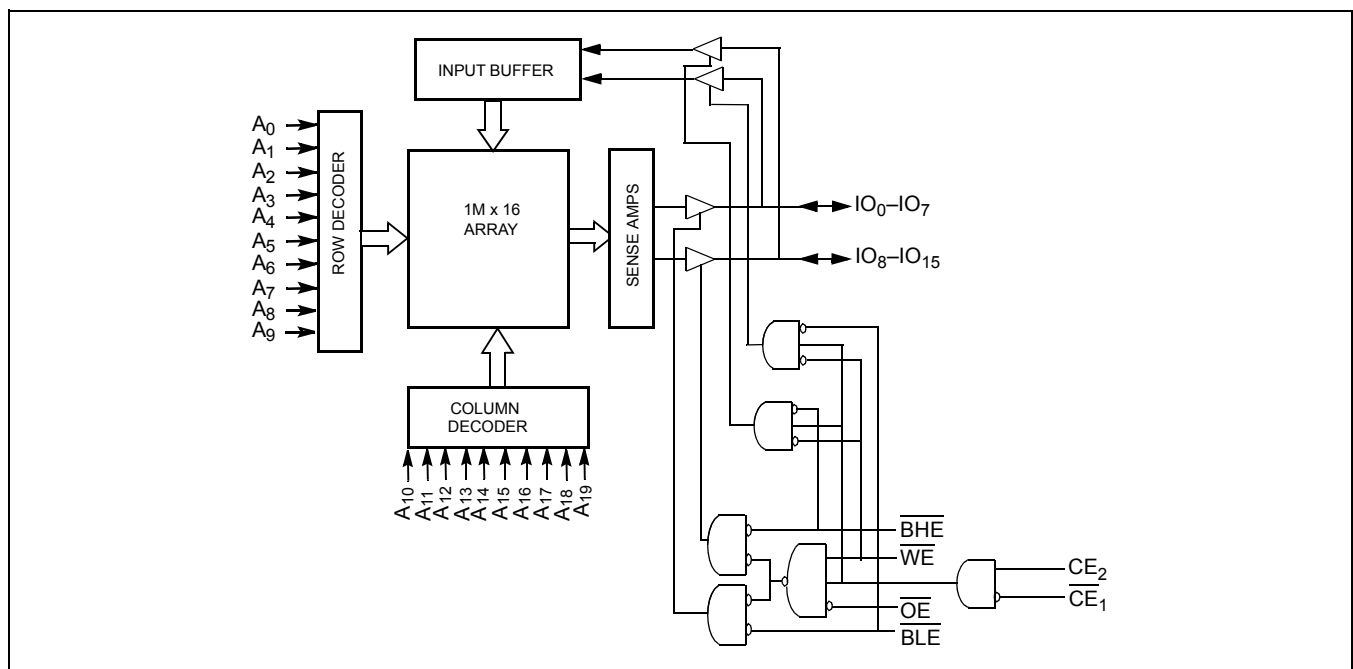 INPUT BUFFER
A0
A1
A2
A3
A4
A5
A6
A7
A8
A9
ROW DECODER
1M x 16
ARRAY
SENSE AMPS
IO0–IO7
IO8–IO15
COLUMN
DECODER
A10
A11
A12
A13
A14
A15
A16
A17
A18
A19
BHE
WE
CE2
CE1
OE
BLE